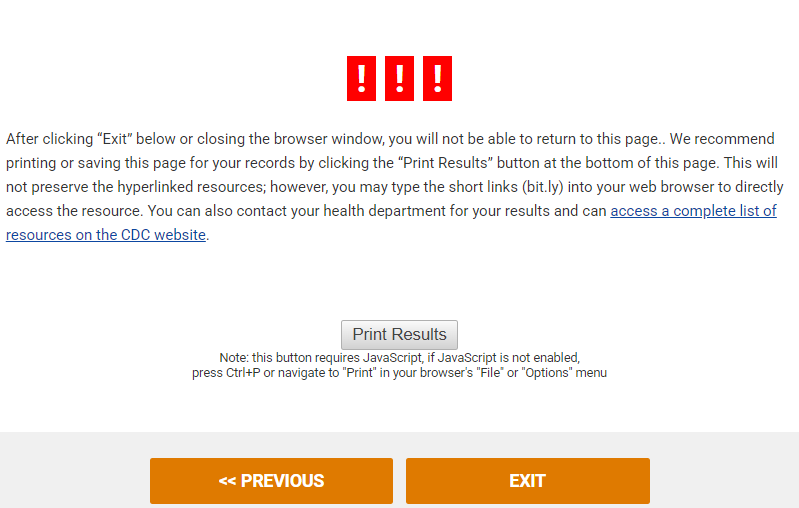 ! ! !
After clicking “Exit” below or closing the browser window, you will not be able to return to this page.. We recommend
printing or saving this page for your records by clicking the “Print Results” button at the bottom of this page. This will
not preserve the hyperlinked resources; however, you may type the short links (bit.ly) into your web browser to directly
access the resource. You can also contact your health department for your results and can access a complete list of
resources on the CDC website.
Print Results
Note: this button requires JavaScript, if JavaScript is not enabled,
press Ctrl+P or navigate to "Print" in your browser's "File" or "Options" menu
<< PREVIOUS
EXIT